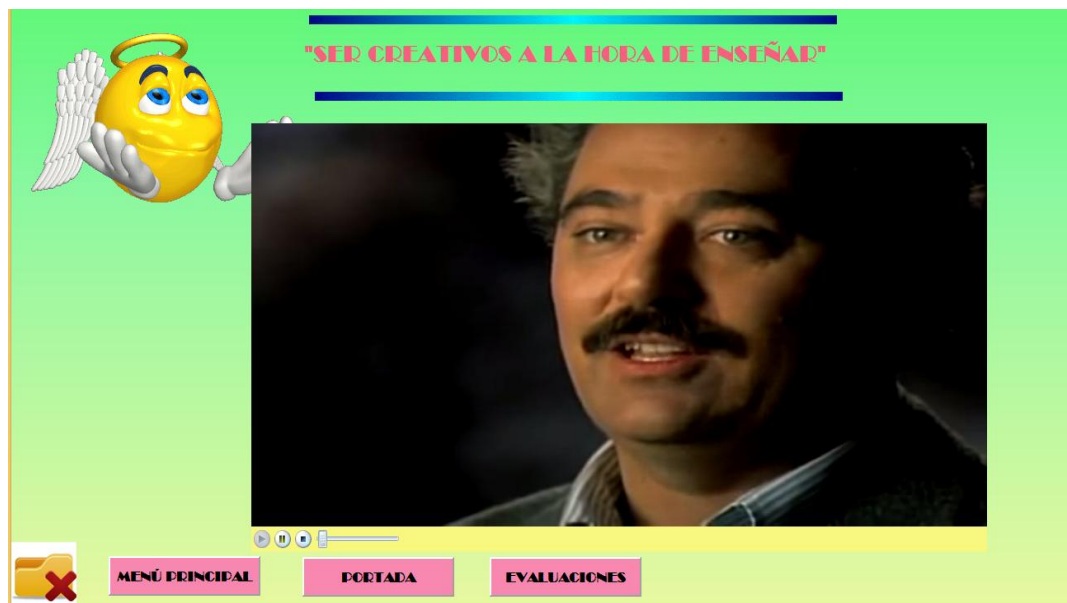 "SER CREATIVOS A LA HORA DE ENSEÑAR"
MENÚ PRINCIPAL
PORTADA
EVALUACIONES